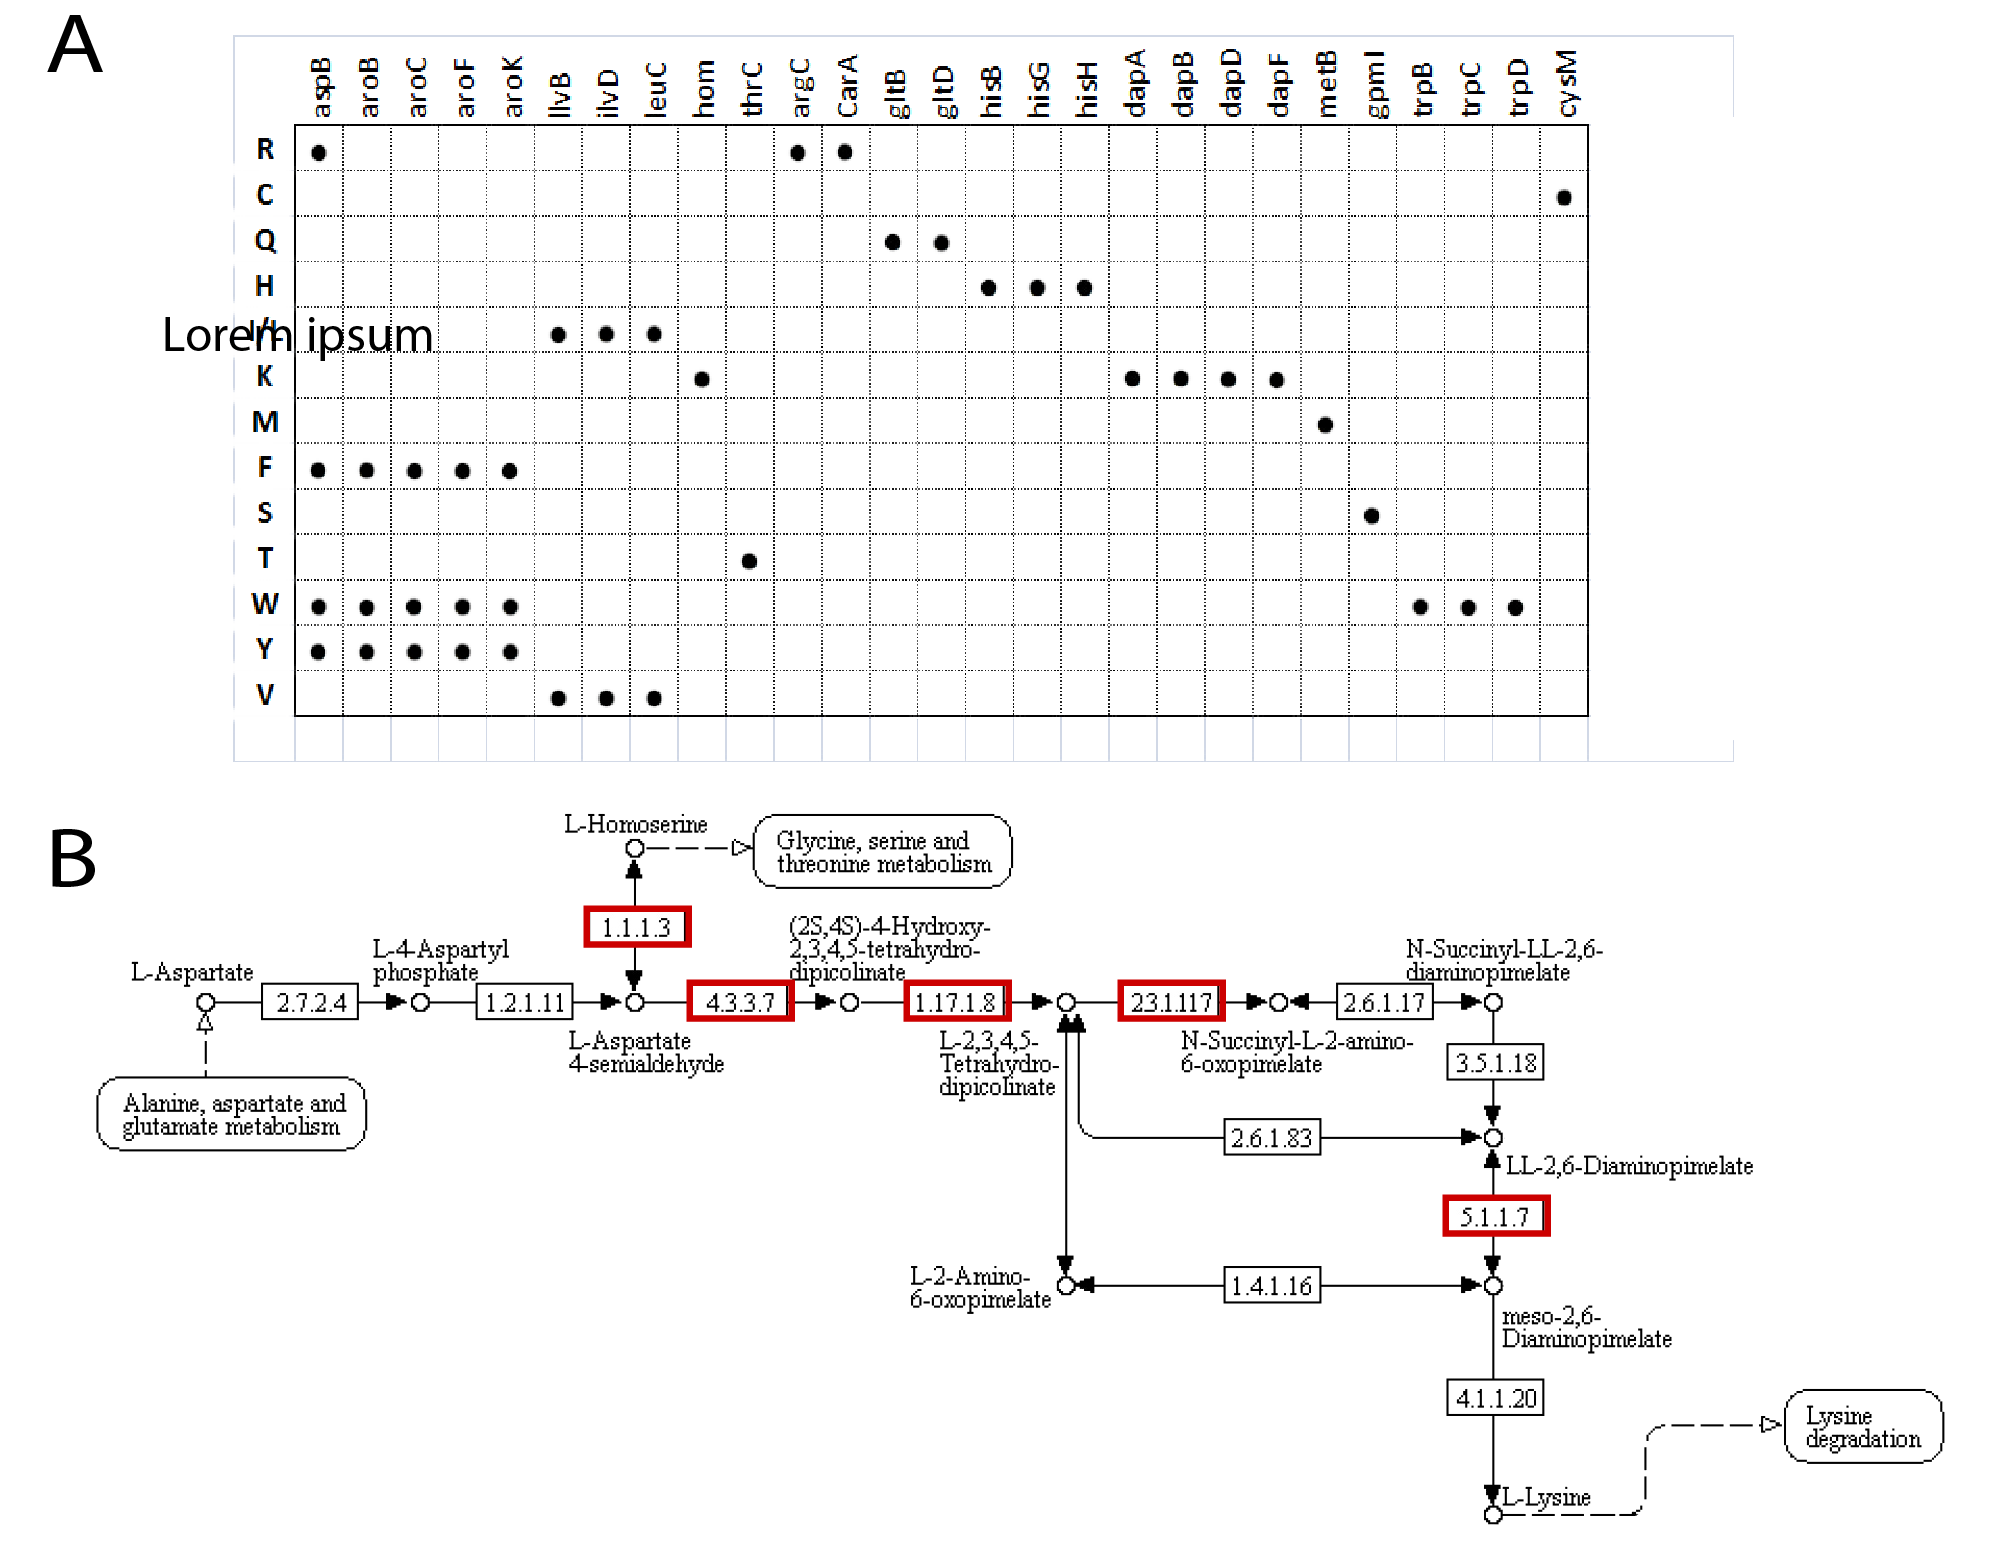 A
aspB aroB aroC aroF aroK IlvB ilvD leuC hom thrC argC CarA gltB gltD hisB hisG hisH dapA dapB dapD dapF metB gpmI trpB trpC trpD cysM
R
C
Q
H
Lorem ipsum
K
M
F
S
T
W
Y
V
B
L-Homoserine
Glycine, serine and
threonine metabolism
1.1.1.3
(2S,4S)-4-Hydroxy-
2,3,4,5-tetrahydro-
dipicolinate
L-4-Aspartyl
phosphate
N-Succinyl-LL-2,6-
diaminopimelate
L-Aspartate
2.7.2.4
1.2.1.11
4.3.3.7
1.17.1.8
2.3.1.117
2.6.1.17
L-Aspartate
4-semialdehyde
L-2,3,4,5-
Tetrahydro-
dipicolinate
N-Succinyl-L-2-amino-
6-oxopimelate
3.5.1.18
Alanine, aspartate and
glutamate metabolism
2.6.1.83
LL-2,6-Diaminopimelate
5.1.1.7
L-2-Amino-
6-oxopimelate
1.4.1.16
meso-2,6-
Diaminopimelate
4.1.1.20
Lysine
degradation
L-Lysine